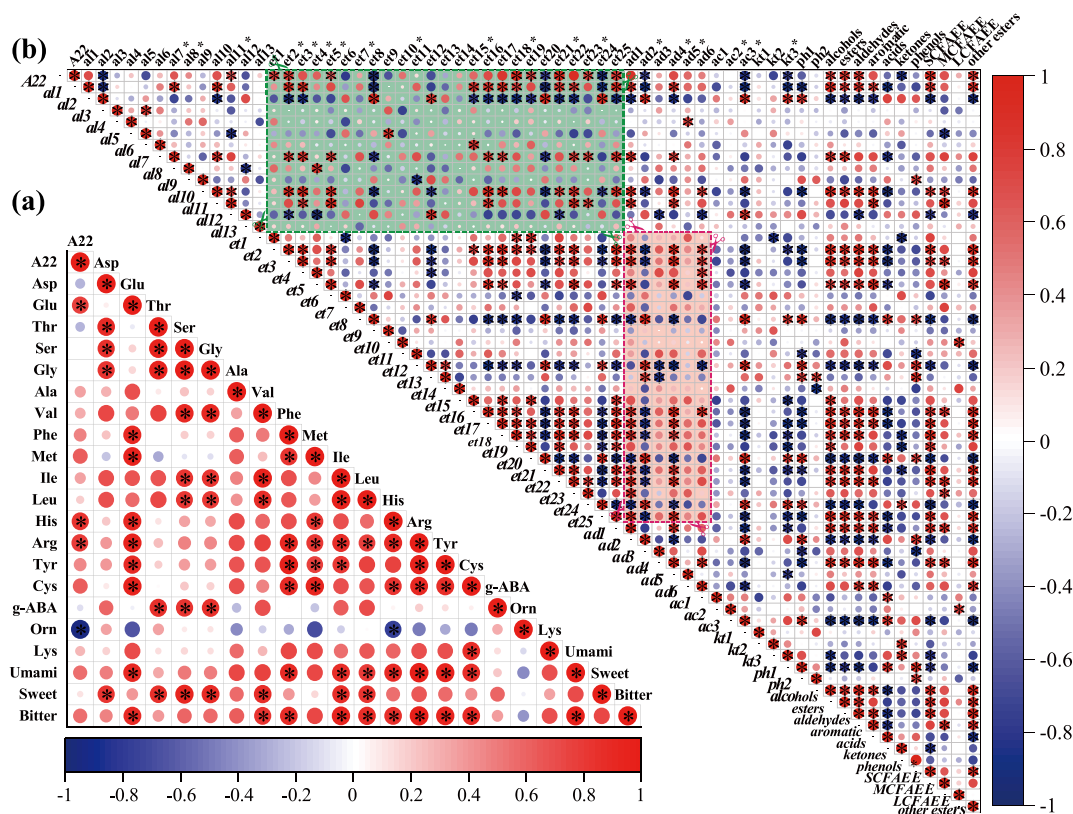 (b)
A22 al1 al2 al3 al4 al5 al6 al7* al8* al9 al10 al11* al12 al13 et2* et3* et4* et5* et6 et7* et8 et9 et10* et11 et12 et13 et14 et15* et16 et17 et18* et19 et20* et21* et22* et23* et24 et25 ad1 ad2* ad3 ad4* ad5* ad6 ac1 ac2* ac3* kt1 kt2 kt3* ph1 ph2 alcohols esters aldehydes aromatic acids ketones other esters
A22
al1
al2
al3
al4
al5
al6
al7
al8
al9
al10
al11
al12
al13
et1
et2
et3
et4
et5
et6
et7
et8
et9
et10
et11
et12
et13
et14
et15
et16
et17
et18
et19
et20
et21
et22
et23
et24
et25
ad1
ad2
ad3
ad4
ad5
ad6
ac1
ac2
ac3
kt1
kt2
kt3
ph1
ph2
alcohols
esters
aldehydes
aromatic
acids
ketones
phenols
SCFAEE
MCFAEE
LCFAEE
other esters
1
0.8
0.6
0.4
0.2
0
-0.2
-0.4
-0.6
-0.8
-1
(a)
A22
A22 Asp
Asp Glu
Glu Thr
Thr Ser
Ser Gly
Gly Ala
Ala Val
Val Phe
Phe Met
Met Ile
Ile Leu
Leu His
His Arg
Arg Tyr
Tyr Cys
Cys g-ABA
g-ABA Orn
Orn Lys
Lys Umami
Umami Sweet
Sweet Bitter
Bitter
-1 -0.8 -0.6 -0.4 -0.2 0 0.2 0.4 0.6 0.8 1